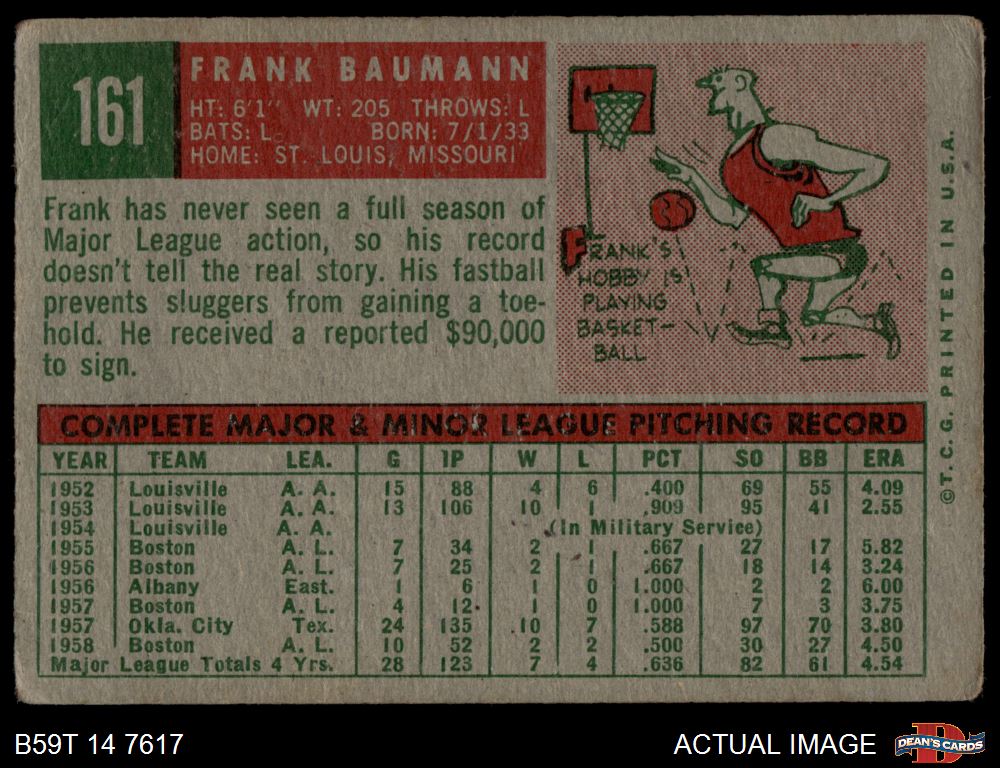 161
FRANK BAUMANN
HT: 6'1" WT: 205 THROWS: L
BATS: L BORN: 7/1/33
HOME: ST. LOUIS, MISSOURI
Frank has never seen a full season of
Major League action, so his record
doesn't tell the real story. His fastball
prevents sluggers from gaining a toe-
hold. He received a reported $90,000
to sign.
FRANK'S
HOBBY IS
PLAYING
BASKET-
BALL
COMPLETE MAJOR & MINOR LEAGUE PITCHING RECORD
YEAR TEAM LEA. G IP W L PCT SO BB ERA
1952 Louisville A. A. 15 88 4 6 .400 69 55 4.09
1953 Louisville A. A. 13 106 10 1 .909 95 41 2.55
1954 Louisville A. A. (In Military Service)
1955 Boston A. L. 7 34 2 1 .667 27 17 5.82
1956 Boston A. L. 7 25 2 1 .667 18 14 3.24
1956 Albany East. 1 6 1 0 1.000 2 2 6.00
1957 Boston A. L. 4 12 1 0 1.000 7 3 3.75
1957 Okla. City Tex. 24 135 10 7 .588 97 70 3.80
1958 Boston A. L. 10 52 2 2 .500 30 27 4.50
Major League Totals 4 Yrs. 28 123 7 4 .636 82 61 4.54
©T. C. G. PRINTED IN U.S.A.
B59T 14 7617
ACTUAL IMAGE
D
DEAN'S CARDS